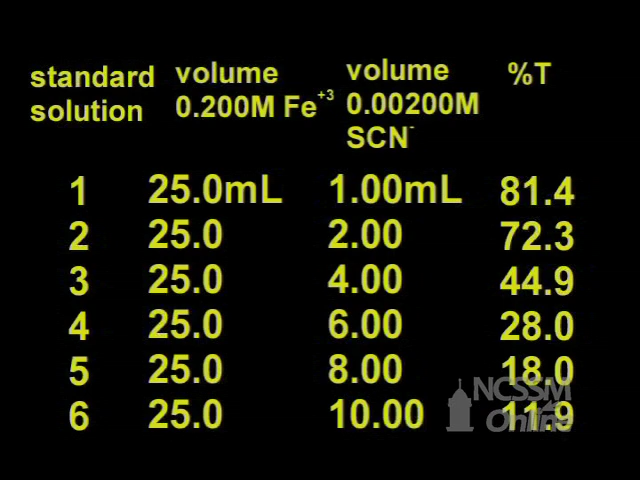 standard volume volume %T
solution 0.200M Fe+3 0.00200M
SCN-
1 25.0mL 1.00mL 81.4
2 25.0 2.00 72.3
3 25.0 4.00 44.9
4 25.0 6.00 28.0
5 25.0 8.00 18.0
6 25.0 10.00 11.9
NCSSM
Online